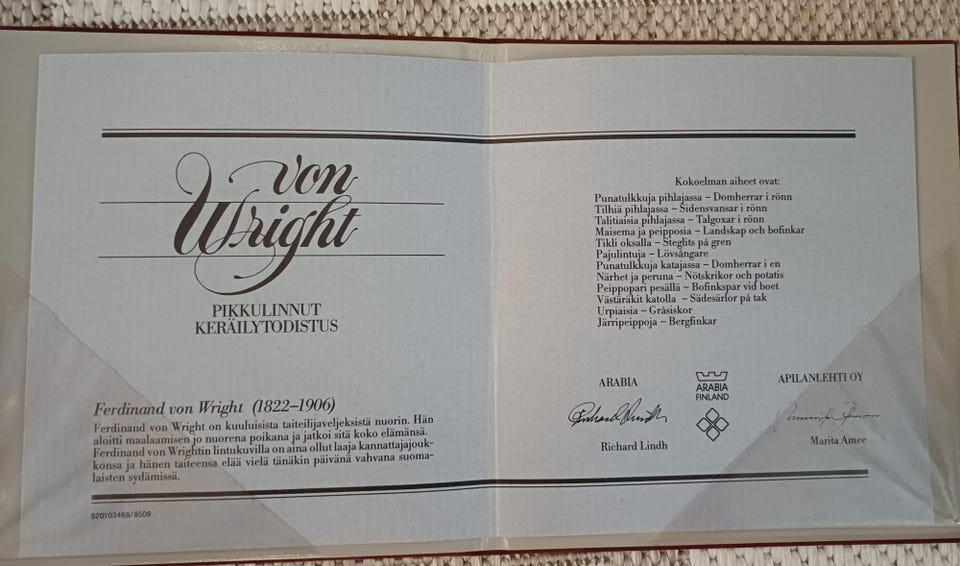 von
Wright
PIKKULINNUT
KERÄILYTODISTUS
Ferdinand von Wright (1822–1906)
Ferdinand von Wright on kuuluisista taiteilijaveljeksistä nuorin. Hän
aloitti maalaamisen jo nuorena poikana ja jatkoi sitä koko elämänsä.
Ferdinand von Wrightin lintukuvilla on aina ollut laaja kannattajajouk-
konsa ja hänen taiteensa elää vielä tänäkin päivänä vahvana suoma-
laisten sydämissä.
520103468/8509
Kokoelman aiheet ovat:
Punatulkkuja pihlajassa – Domherrar i rönn
Tilhiä pihlajassa – Sidensvansar i rönn
Talitiaisia pihlajassa – Talgoxar i rönn
Maisema ja peipposia – Landskap och bofinkar
Tikli oksalla – Steglits på gren
Pajulintuja – Lövsångare
Punatulkkuja katajassa – Domherrar i en
Närhet ja peruna – Nötskrikor och potatis
Peippopari pesällä – Bofinkspar vid boet
Västäräkit katolla – Sädesärlor på tak
Urpiaisia – Gråsiskor
Järripeippoja – Bergfinkar
ARABIA
ARABIA
FINLAND
APILANLEHTI OY
Richard Lindh
Richard Lindh
Marita Amee